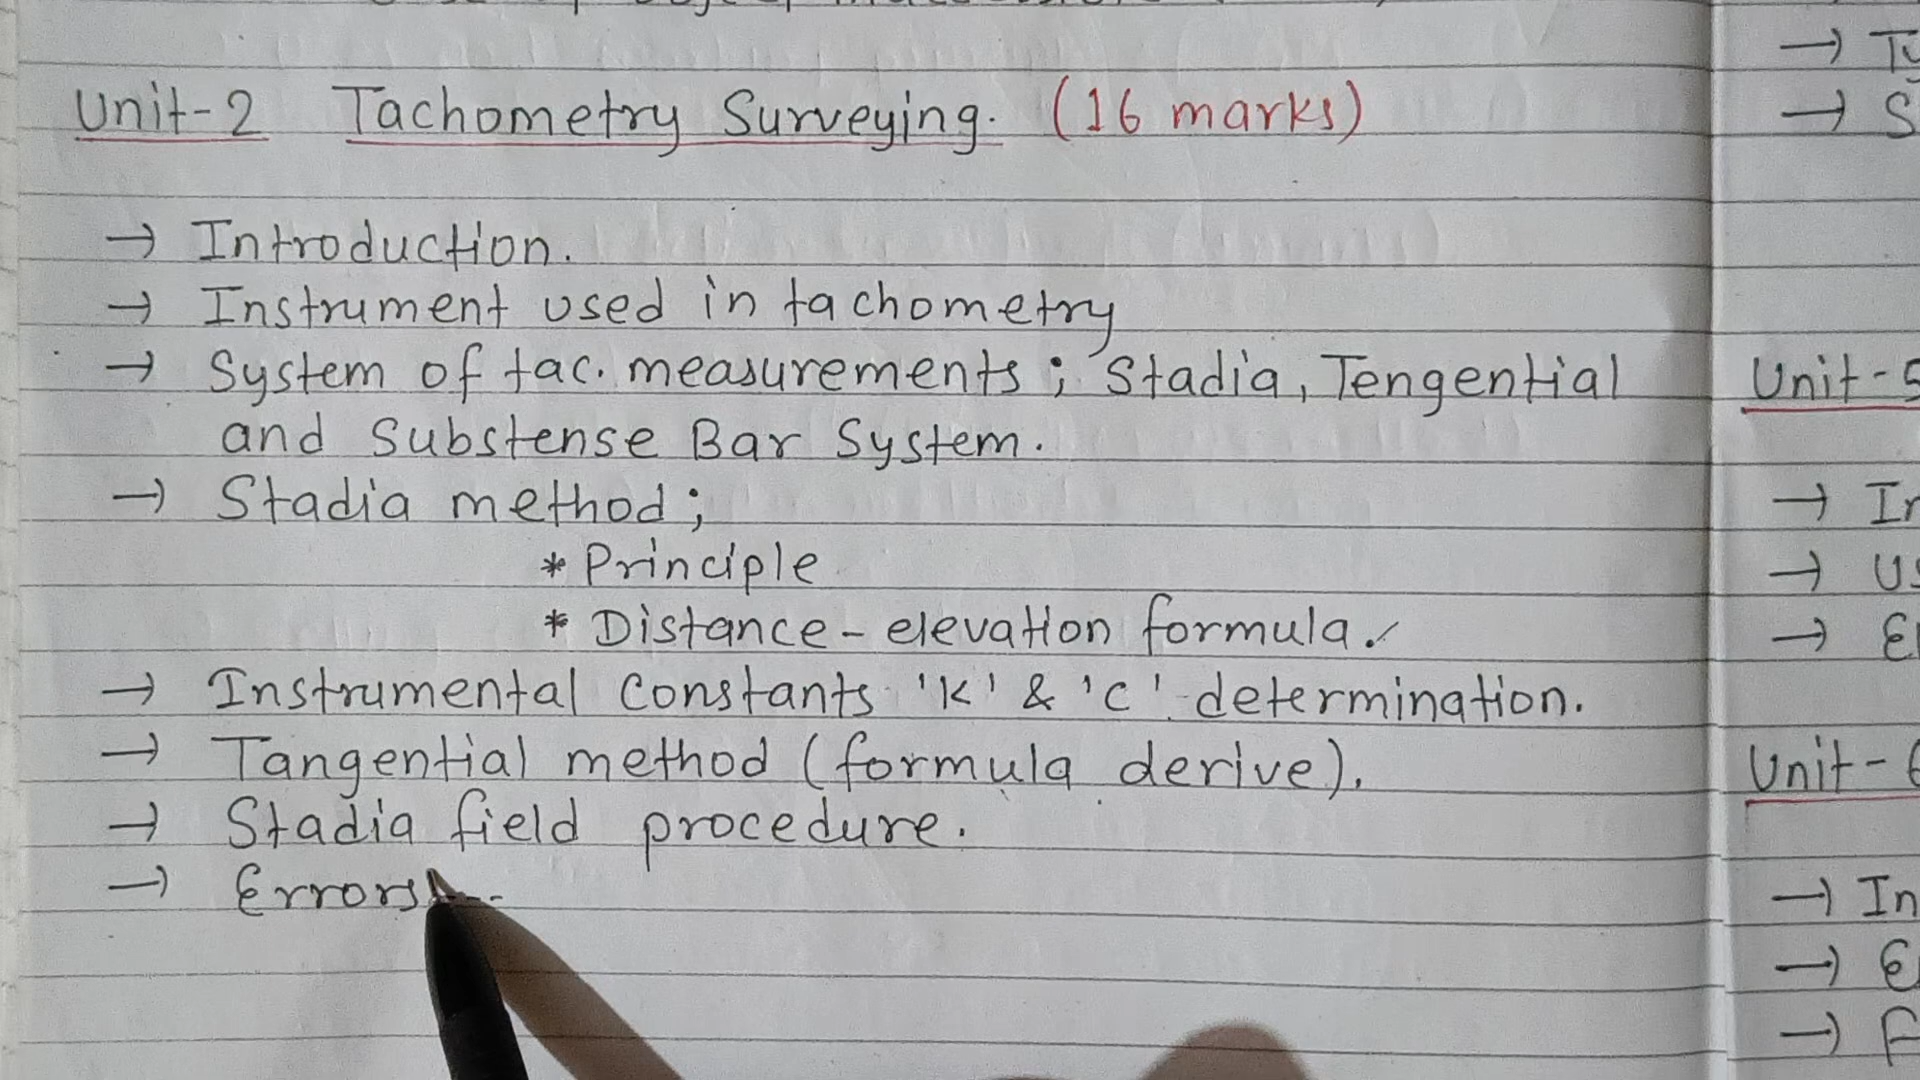 Unit-2 Tachometry Surveying. (16 marks)
→ Introduction.
→ Instrument used in tachometry
→ System of tac. measurements; Stadia, Tengential
and Substense Bar System.
→ Stadia method;
* Principle
* Distance-elevation formula.
→ Instrumental Constants 'K' & 'C' determination.
→ Tangential method (formula derive).
→ Stadia field procedure.
→ Errors
→ S
Unit-5
→ In
→ Us
Unit-6
→ In
→ F